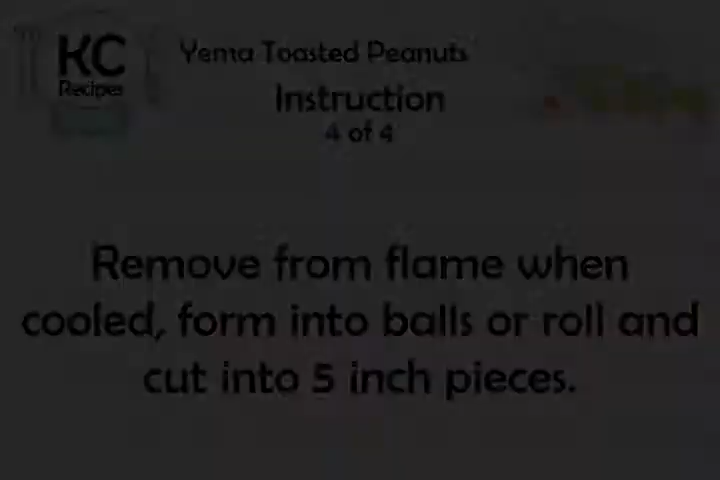 KC
Recipes
Yema Toasted Peanuts
Instruction
4 of 4
Remove from flame when
cooled, form into balls or roll and
cut into 5 inch pieces.